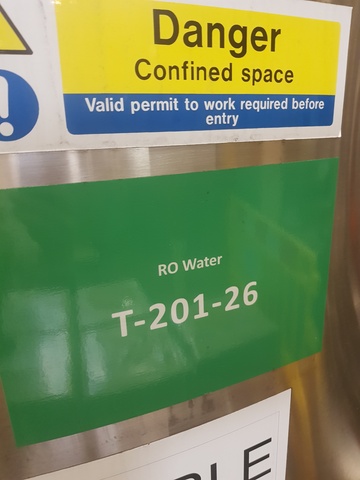 Danger
Confined space
Valid permit to work required before
entry
RO Water
T-201-26